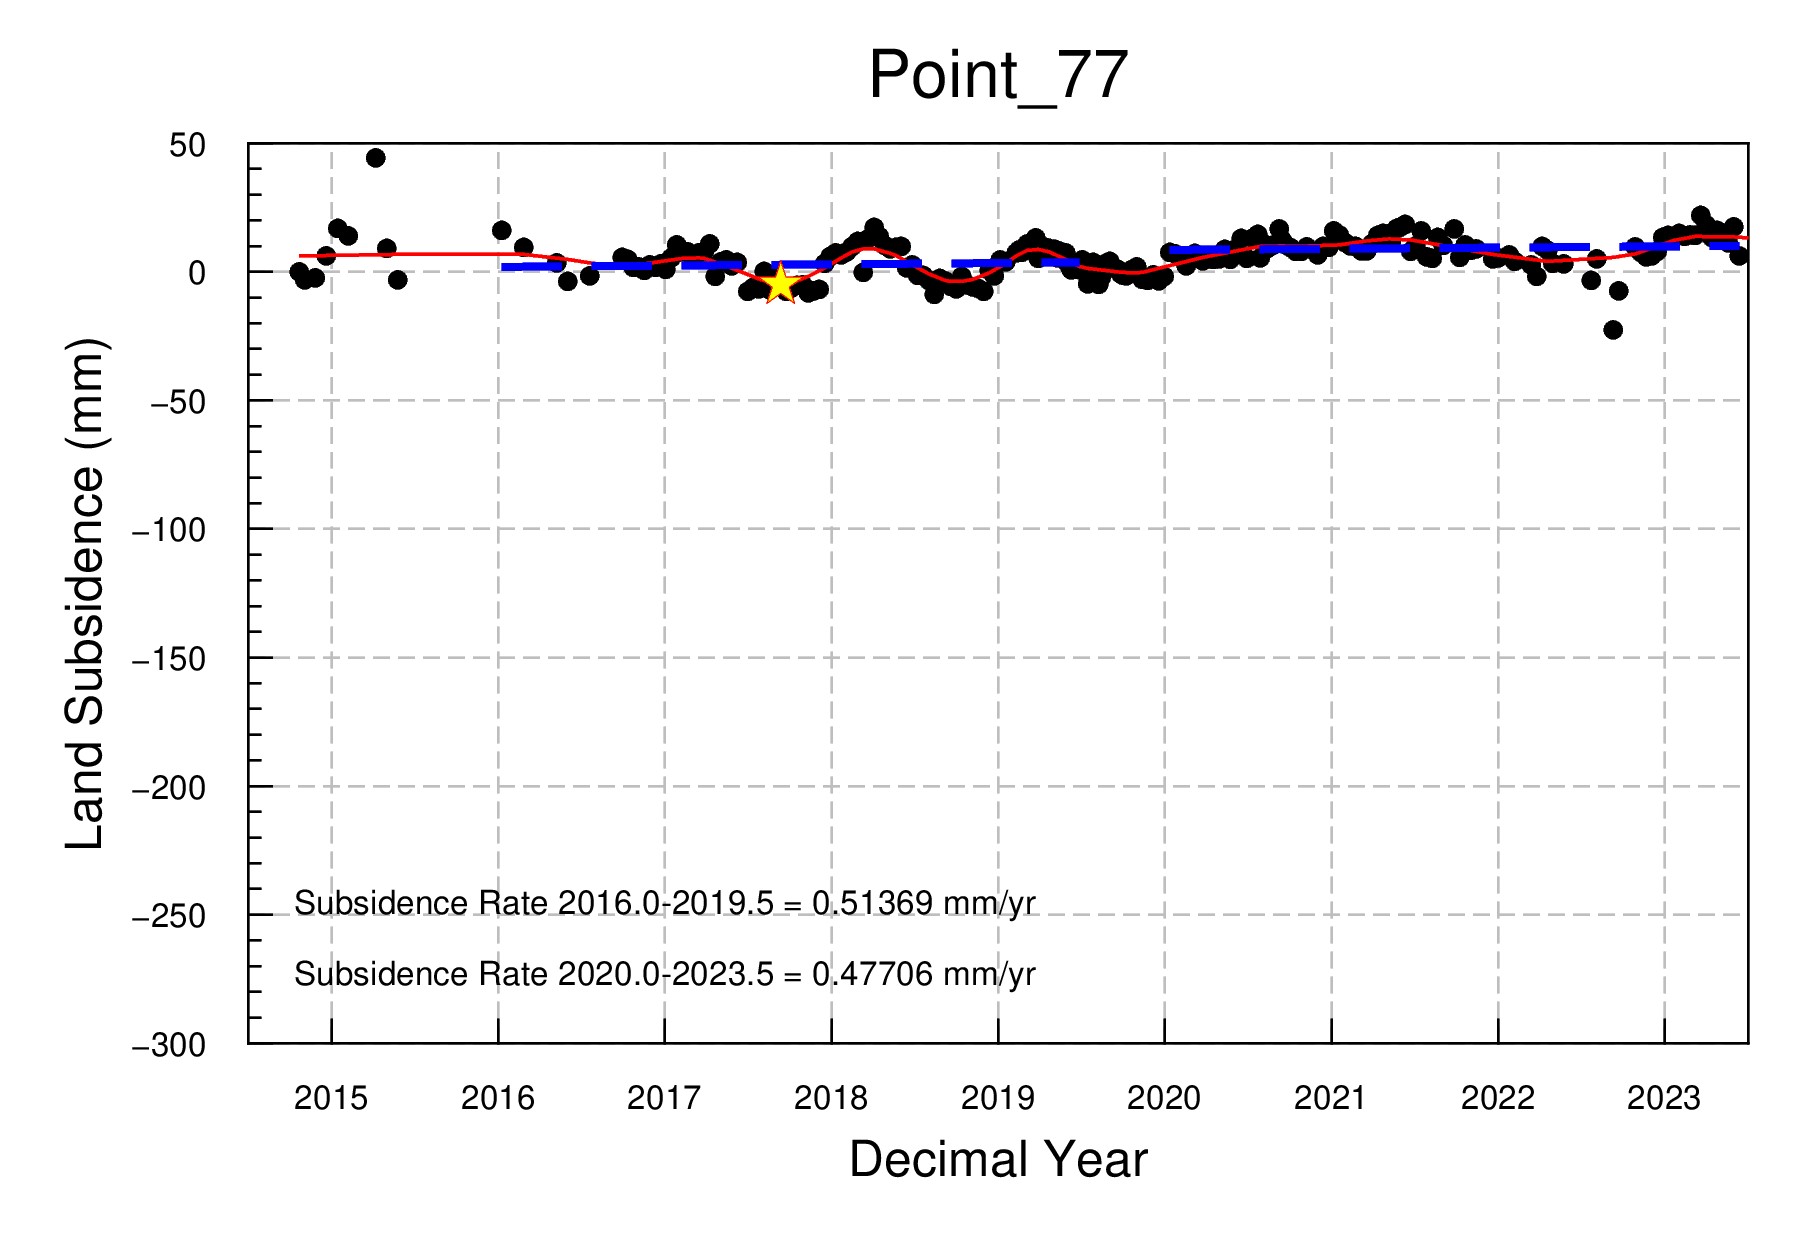 Point_77
50
0
−50
−100
−150
−200
−250
−300
Land Subsidence (mm)
Subsidence Rate 2016.0-2019.5 = 0.51369 mm/yr
Subsidence Rate 2020.0-2023.5 = 0.47706 mm/yr
2015 2016 2017 2018 2019 2020 2021 2022 2023
Decimal Year